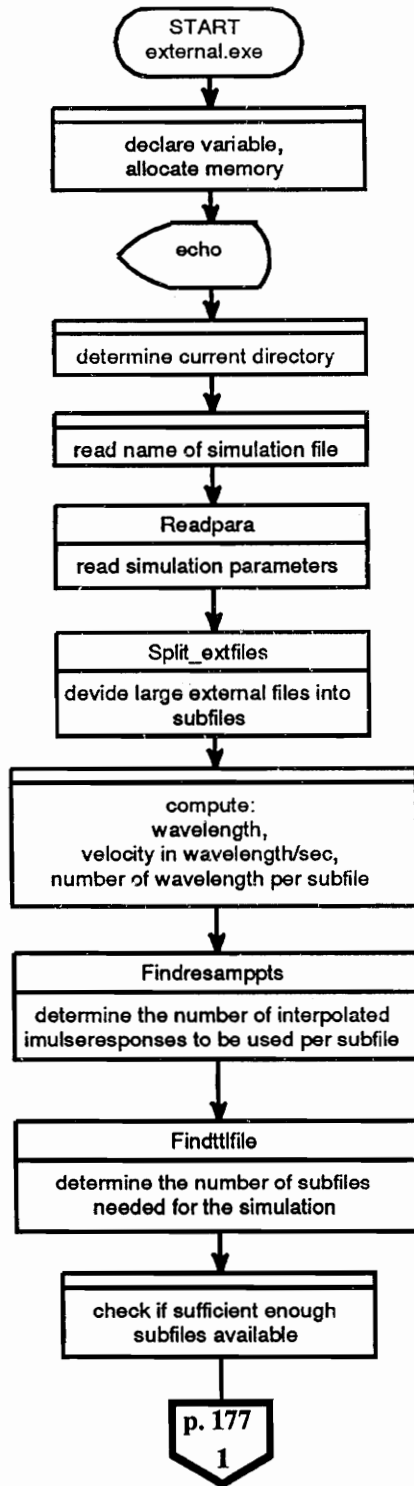 START
external.exe
declare variable,
allocate memory
echo
determine current directory
read name of simulation file
Readpara
read simulation parameters
Split_extfiles
devide large external files into
subfiles
compute:
wavelength,
velocity in wavelength/sec,
number of wavelength per subfile
Findresamppts
determine the number of interpolated
imulseresponses to be used per subfile
Findttlfile
determine the number of subfiles
needed for the simulation
check if sufficient enough
subfiles available
p. 177
1